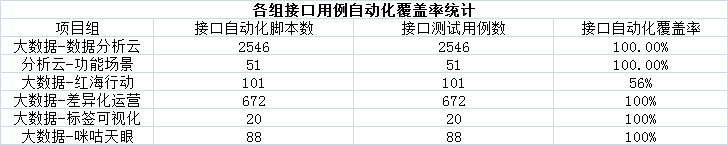 各组接口用例自动化覆盖率统计
项目组 接口自动化脚本数 接口测试用例数 接口自动化覆盖率
大数据-数据分析云 2546 2546 100.00%
分析云-功能场景 51 51 100.00%
大数据-红海行动 101 101 56%
大数据-差异化运营 672 672 100%
大数据-标签可视化 20 20 100%
大数据-咪咕天眼 88 88 100%